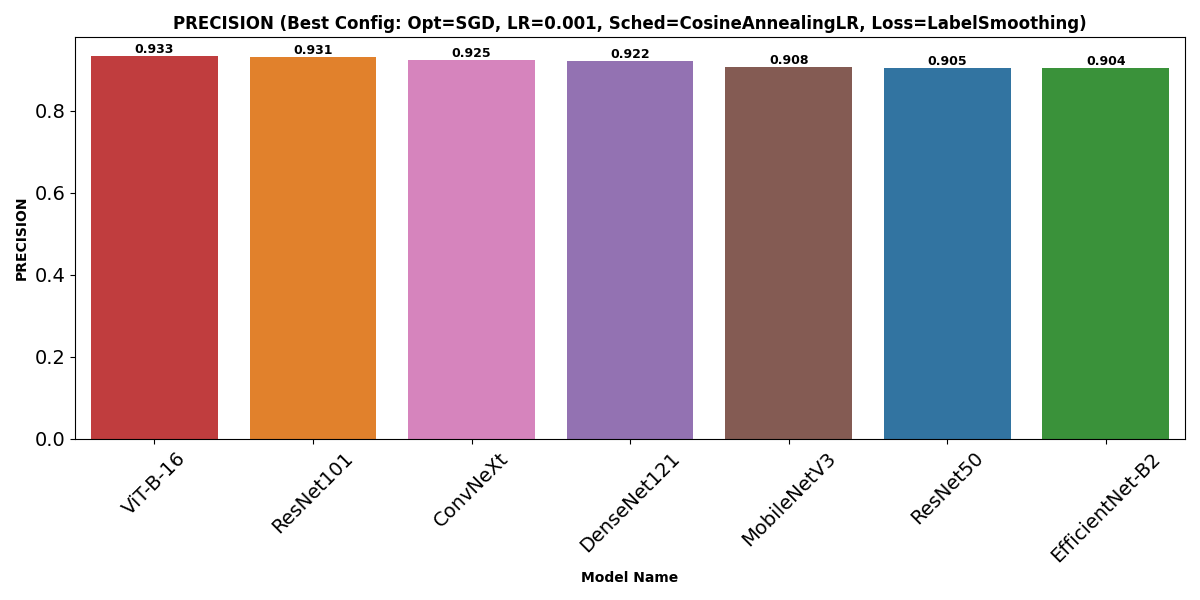 PRECISION (Best Config: Opt=SGD, LR=0.001, Sched=CosineAnnealingLR, Loss=LabelSmoothing)
0.933
0.931
0.925
0.922
0.908
0.905
0.904
PRECISION
0.8
0.6
0.4
0.2
0.0
ViT-B-16
ResNet101
ConvNeXt
DenseNet121
MobileNetV3
ResNet50
EfficientNet-B2
Model Name